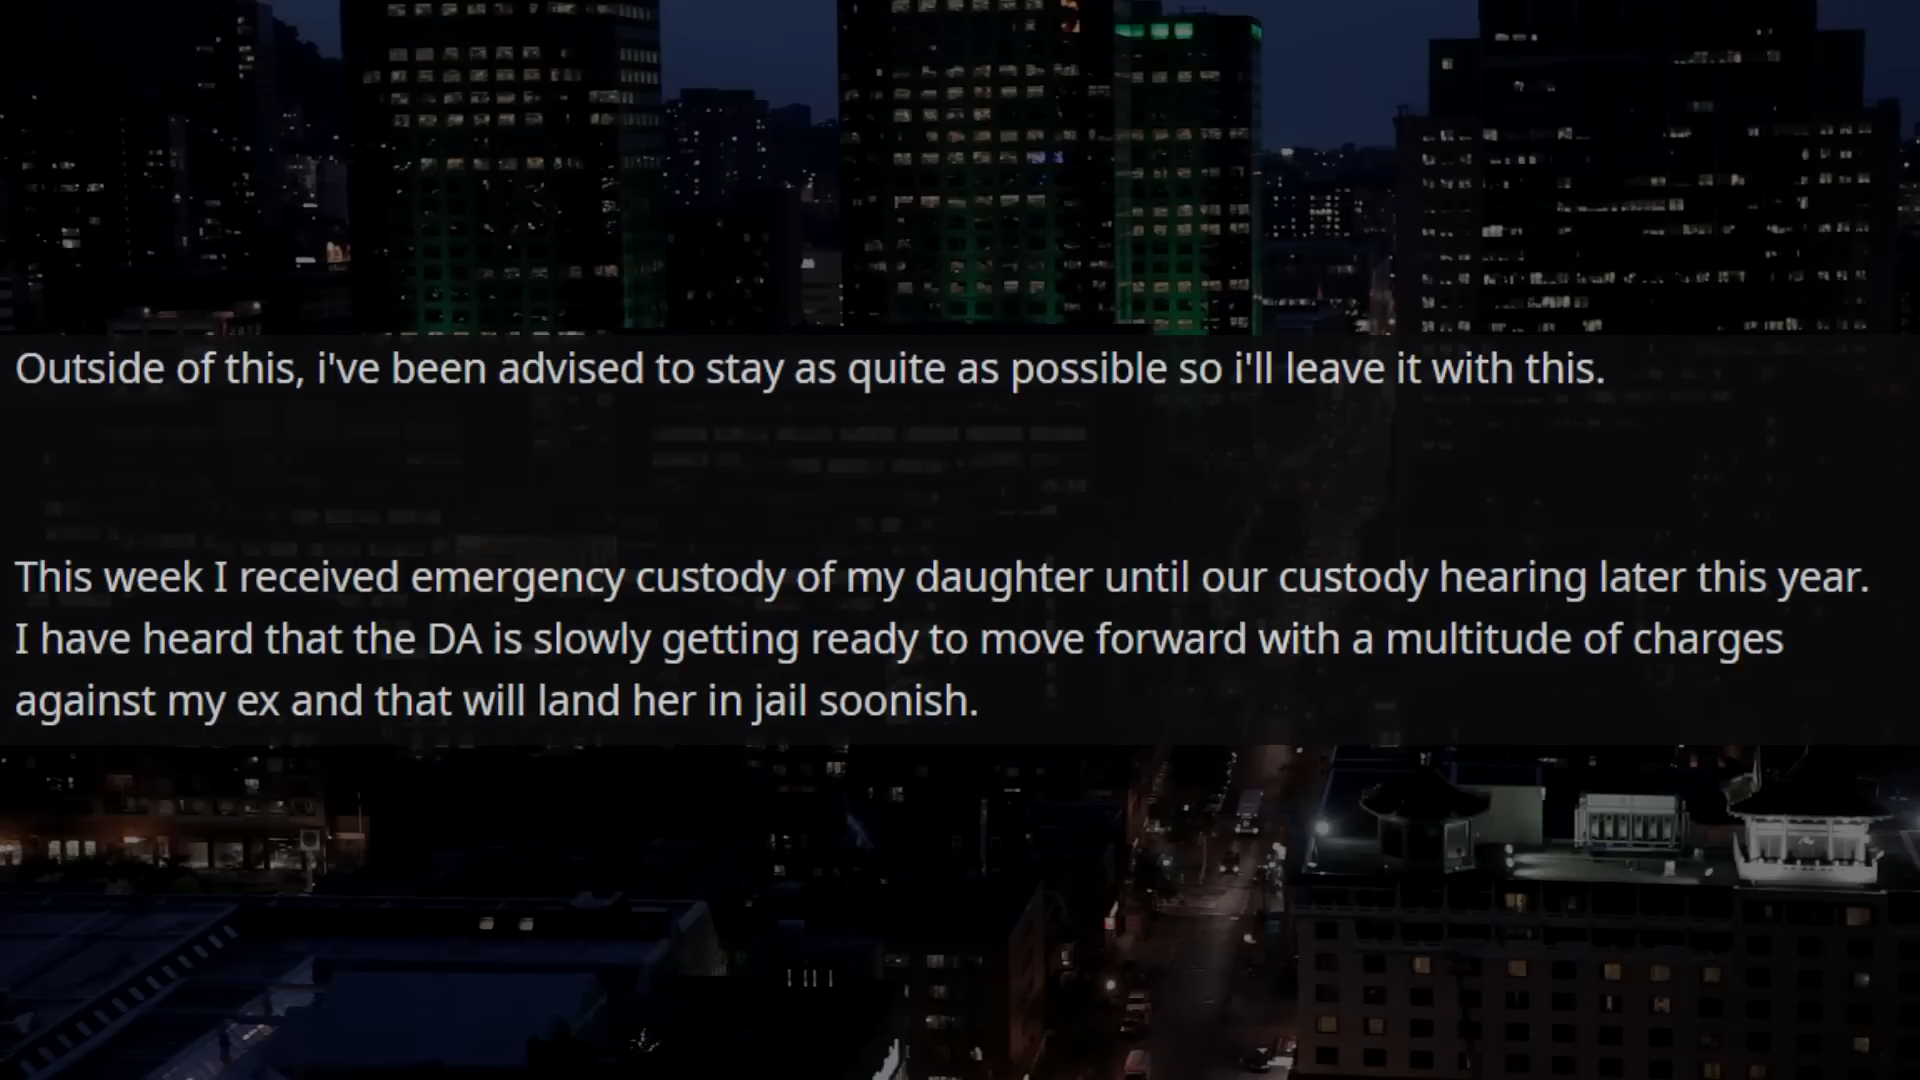 Outside of this, i've been advised to stay as quite as possible so i'll leave it with this.
This week I received emergency custody of my daughter until our custody hearing later this year.
I have heard that the DA is slowly getting ready to move forward with a multitude of charges
against my ex and that will land her in jail soonish.